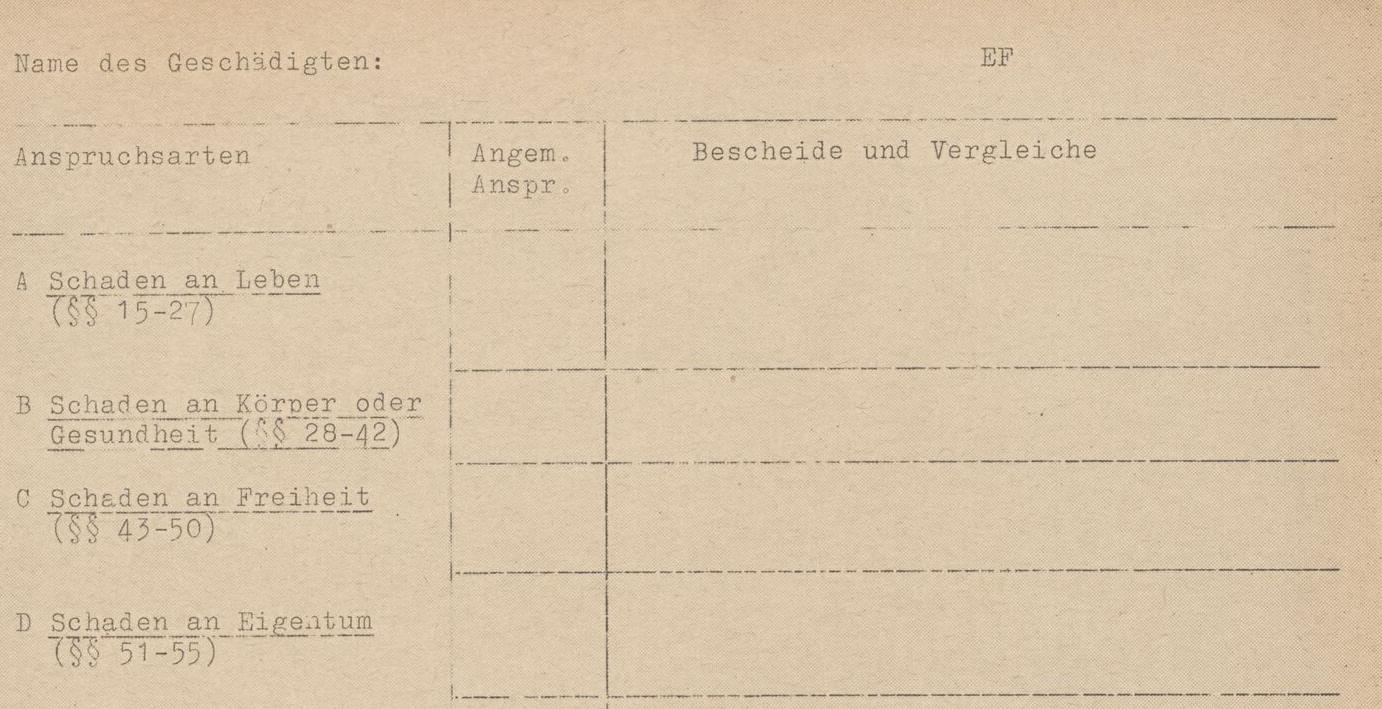 Name des Geschädigten: EF
Anspruchsarten
Angem.
Anspr.
Bescheide und Vergleiche
A Schaden an Leben
(§§ 15-27)
B Schaden an Körper oder
Gesundheit (§§ 28-42)
C Schaden an Freiheit
(§§ 43-50)
D Schaden an Eigentum
(§§ 51-55)